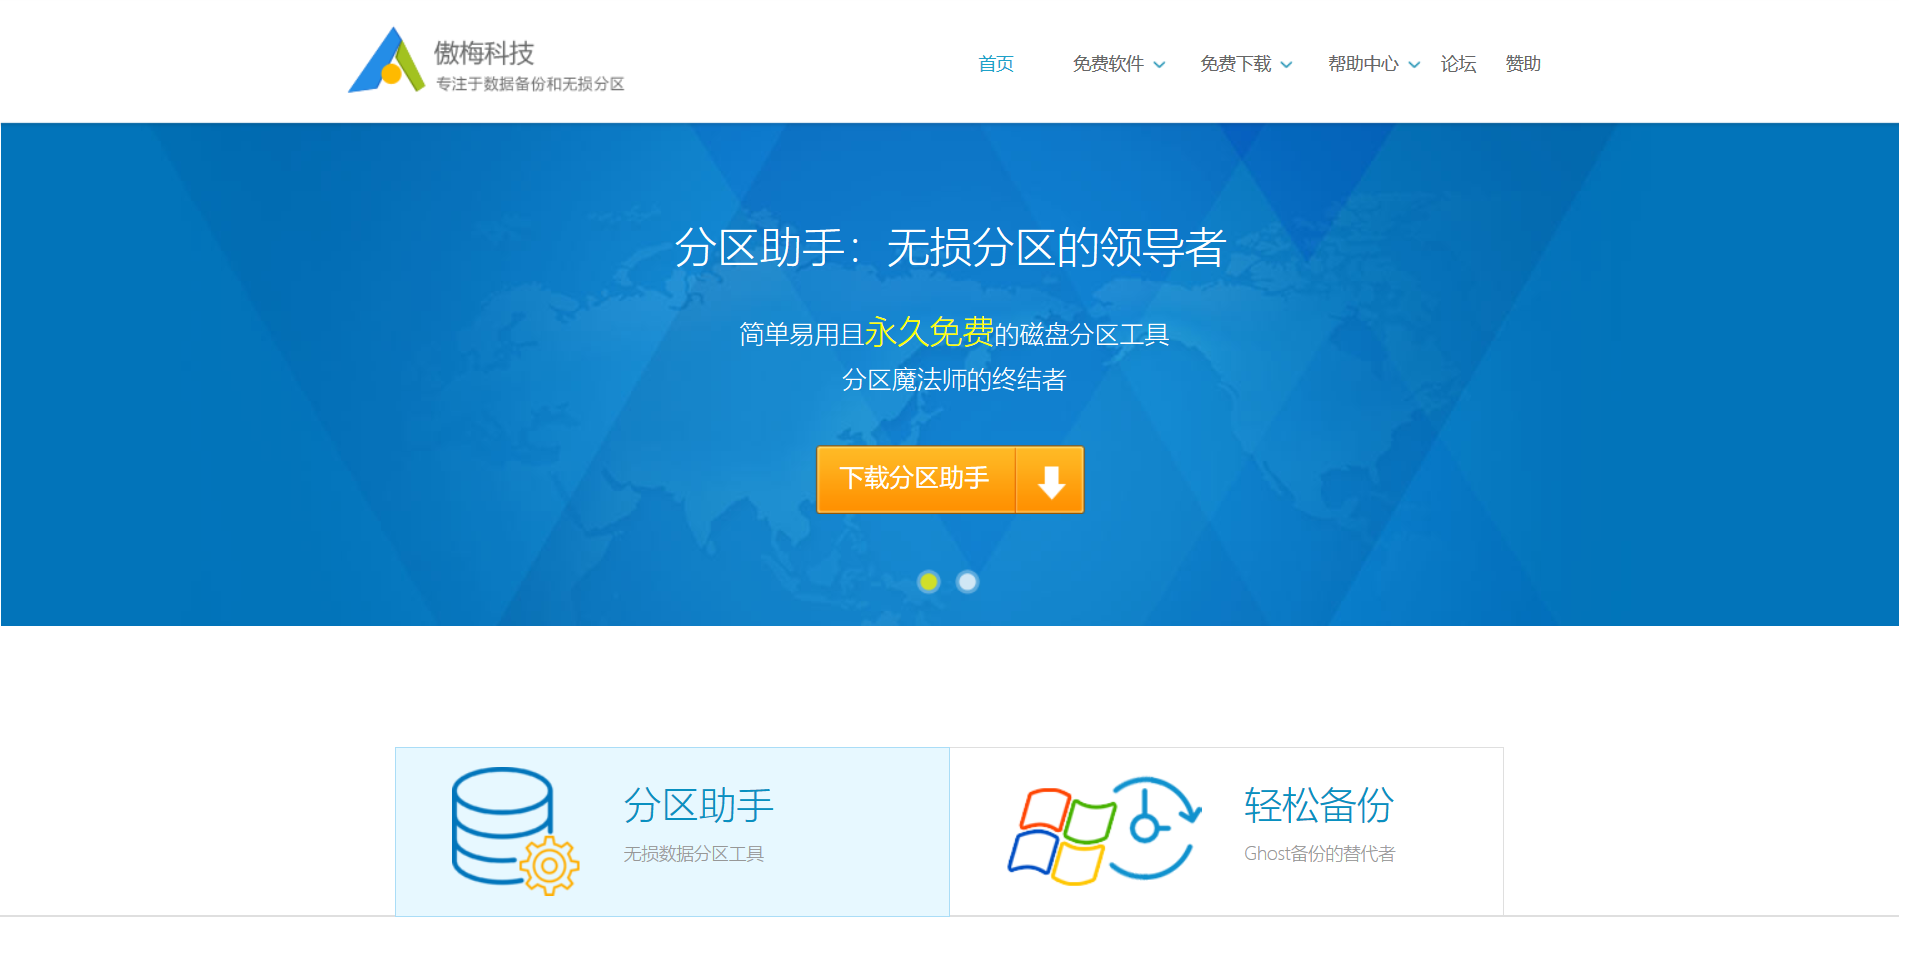 傲梅科技
专注于数据备份和无损分区
首页 免费软件 免费下载 帮助中心 论坛 赞助
分区助手：无损分区的领导者
简单易用且永久免费的磁盘分区工具
分区魔法师的终结者
下载分区助手
分区助手
无损数据分区工具
轻松备份
Ghost备份的替代者